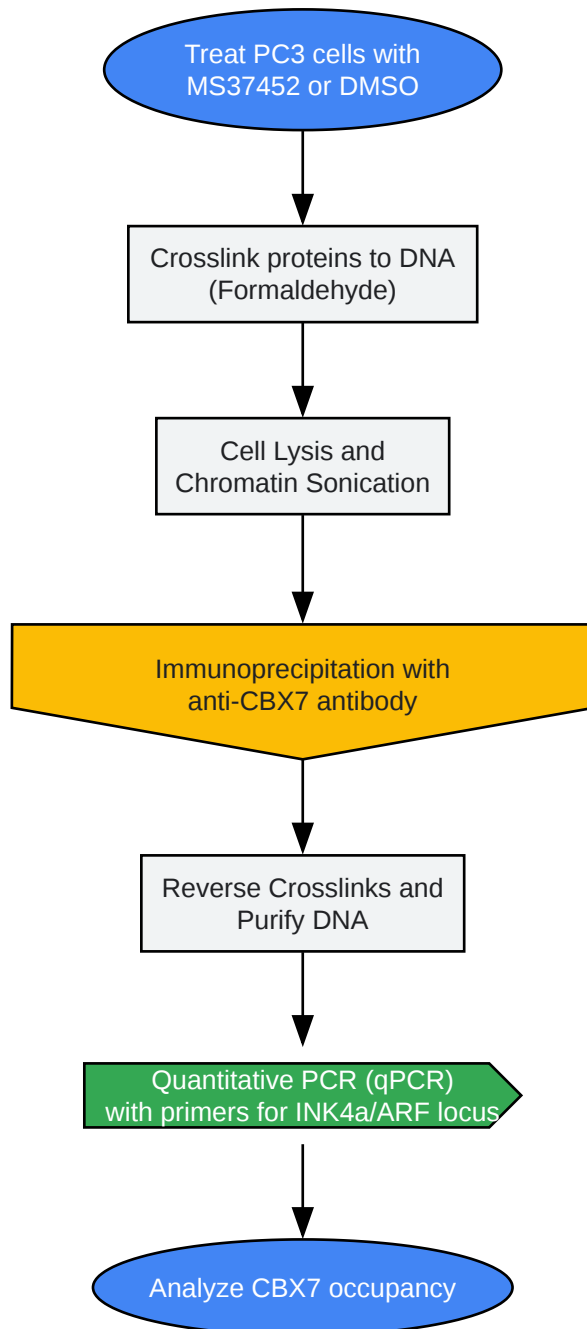 Treat PC3 cells with
MS37452 or DMSO
Crosslink proteins to DNA
(Formaldehyde)
Cell Lysis and
Chromatin Sonication
Immunoprecipitation with
anti-CBX7 antibody
Reverse Crosslinks and
Purify DNA
Quantitative PCR (qPCR)
with primers for INK4a/ARF locus
Analyze CBX7 occupancy